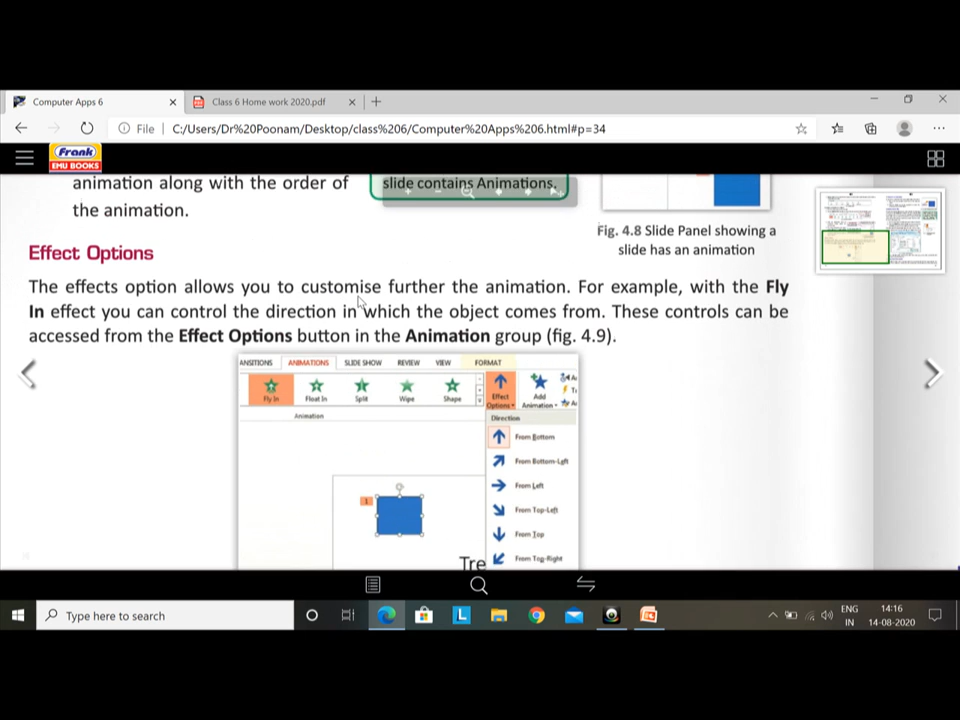 Computer Apps 6
Class 6 Home work 2020.pdf
File | C:/Users/Dr%20Poonam/Desktop/class%206/Computer%20Apps%206.html#p=34
Frank
EMU BOOKS
animation along with the order of
the animation.
slide contains Animations.
Fig. 4.8 Slide Panel showing a
slide has an animation
Effect Options
The effects option allows you to customise further the animation. For example, with the Fly
In effect you can control the direction in which the object comes from. These controls can be
accessed from the Effect Options button in the Animation group (fig. 4.9).
ANSITIONS ANIMATIONS SLIDE SHOW REVIEW VIEW FORMAT
Fly In Float In Split Wipe Shape
Effect
Options
Add
Animation
Animation
Direction
From Bottom
From Bottom-Left
From Left
From Top-Left
From Top
From Top-Right
1
Tre
Type here to search
ENG
IN
14:16
14-08-2020